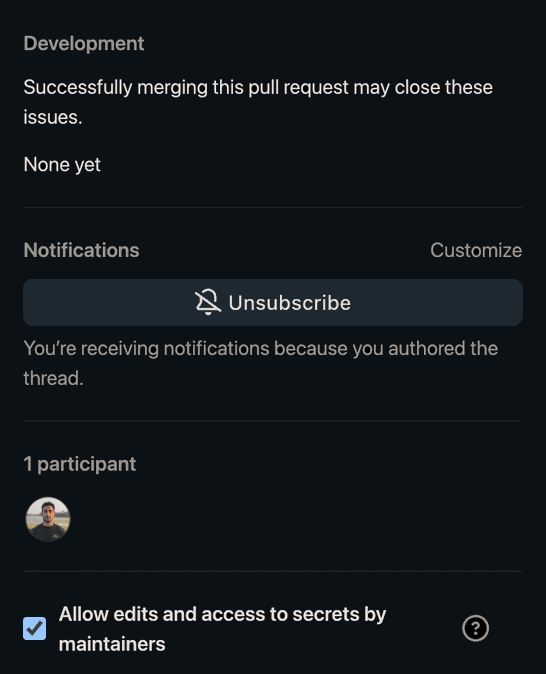 Development
Successfully merging this pull request may close these
issues.
None yet
Notifications
Customize
Unsubscribe
You’re receiving notifications because you authored the
thread.
1 participant
Allow edits and access to secrets by
maintainers
?